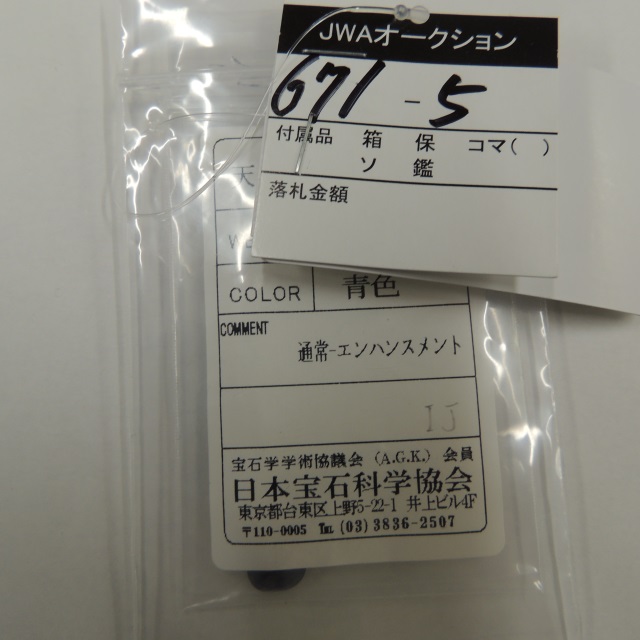 JWAオークション
671-5
付属品 箱 保 コマ( )
ソ 鑑
落札金額
天
COLOR 青色
COMMENT
通常-エンハンスメント
IJ
宝石学学術協議会 (A.G.K.) 会員
日本宝石科学協会
東京都台東区上野5-22-1 井上ビル4F
〒110-0005 TEL (03) 3836-2507